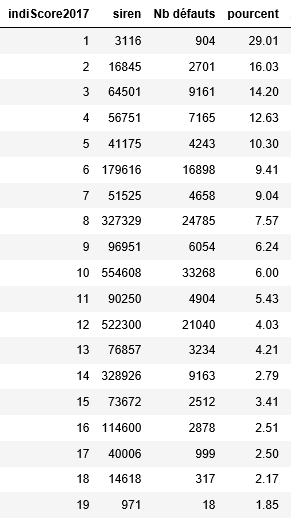 indiScore2017 siren Nb défauts pourcent
1 3116 904 29.01
2 16845 2701 16.03
3 64501 9161 14.20
4 56751 7165 12.63
5 41175 4243 10.30
6 179616 16898 9.41
7 51525 4658 9.04
8 327329 24785 7.57
9 96951 6054 6.24
10 554608 33268 6.00
11 90250 4904 5.43
12 522300 21040 4.03
13 76857 3234 4.21
14 328926 9163 2.79
15 73672 2512 3.41
16 114600 2878 2.51
17 40006 999 2.50
18 14618 317 2.17
19 971 18 1.85